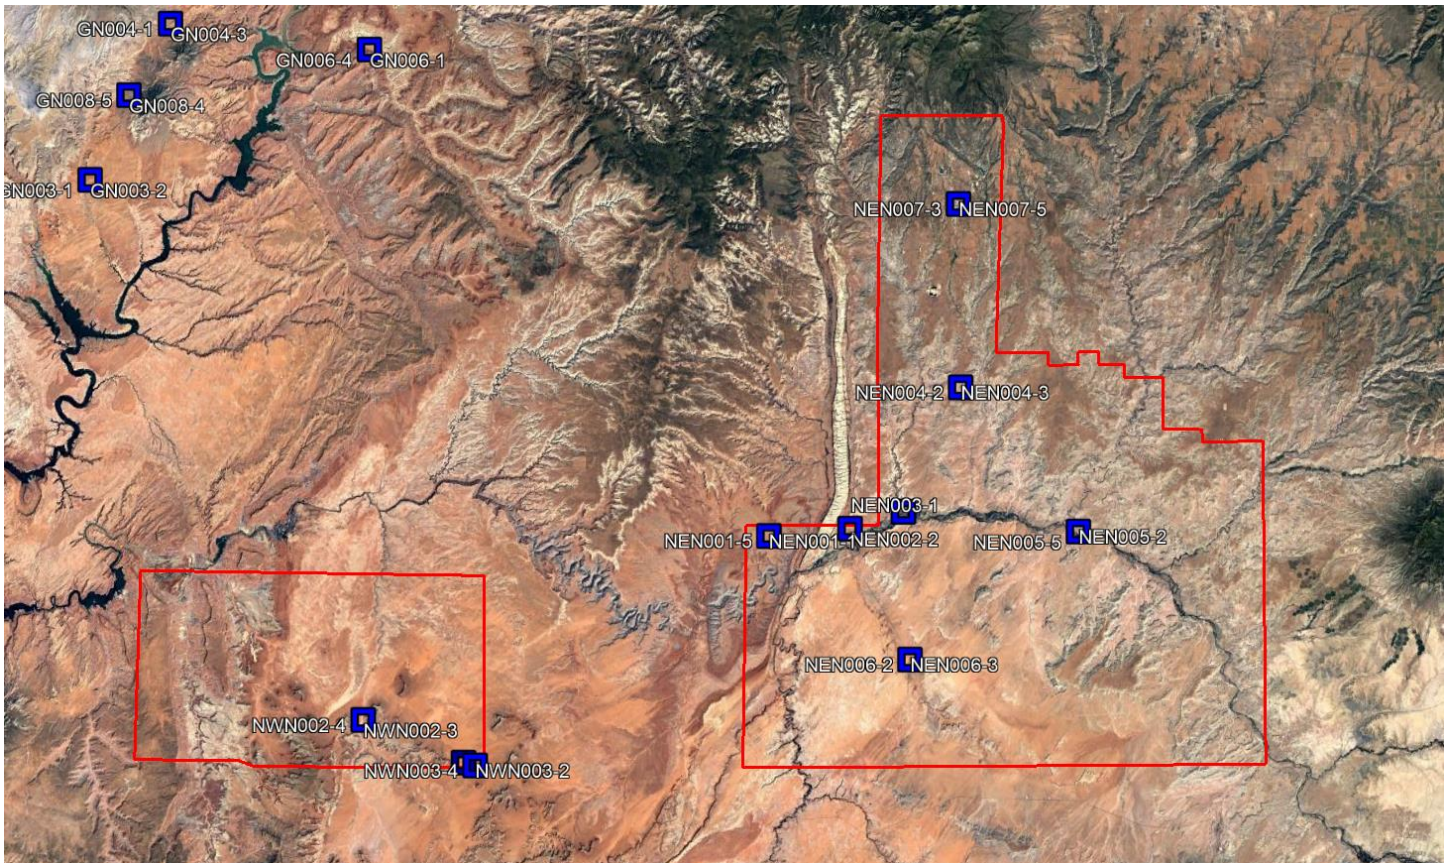 GN004-1 GN004-3
GN006-4 GN006-1
GN008-5 GN008-4
GN003-1 GN003-2
NEN007-3 NEN007-5
NEN004-2 NEN004-3
NEN003-1
NEN001-5 NEN001-1 NEN002-2
NEN005-5 NEN005-2
NEN006-2 NEN006-3
NWN002-4 NWN002-3
NWN003-4 NWN003-2